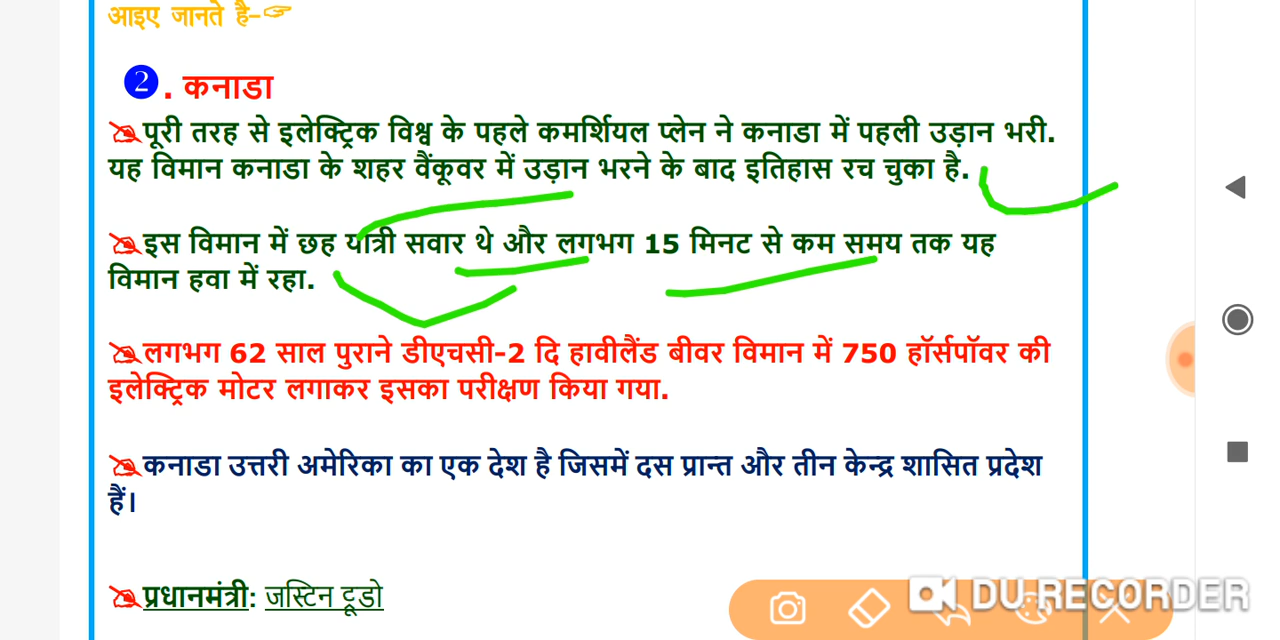 आइए जानते है-☞
❷. कनाडा
✍पूरी तरह से इलेक्ट्रिक विश्व के पहले कमर्शियल प्लेन ने कनाडा में पहली उड़ान भरी.
यह विमान कनाडा के शहर वैंकूवर में उड़ान भरने के बाद इतिहास रच चुका है.
✍इस विमान में छह यात्री सवार थे और लगभग 15 मिनट से कम समय तक यह
विमान हवा में रहा.
✍लगभग 62 साल पुराने डीएचसी-2 दि हावीलैंड बीवर विमान में 750 हॉर्सपॉवर की
इलेक्ट्रिक मोटर लगाकर इसका परीक्षण किया गया.
✍कनाडा उत्तरी अमेरिका का एक देश है जिसमें दस प्रान्त और तीन केन्द्र शासित प्रदेश
हैं।
✍प्रधानमंत्री: जस्टिन ट्रूडो
DU RECORDER